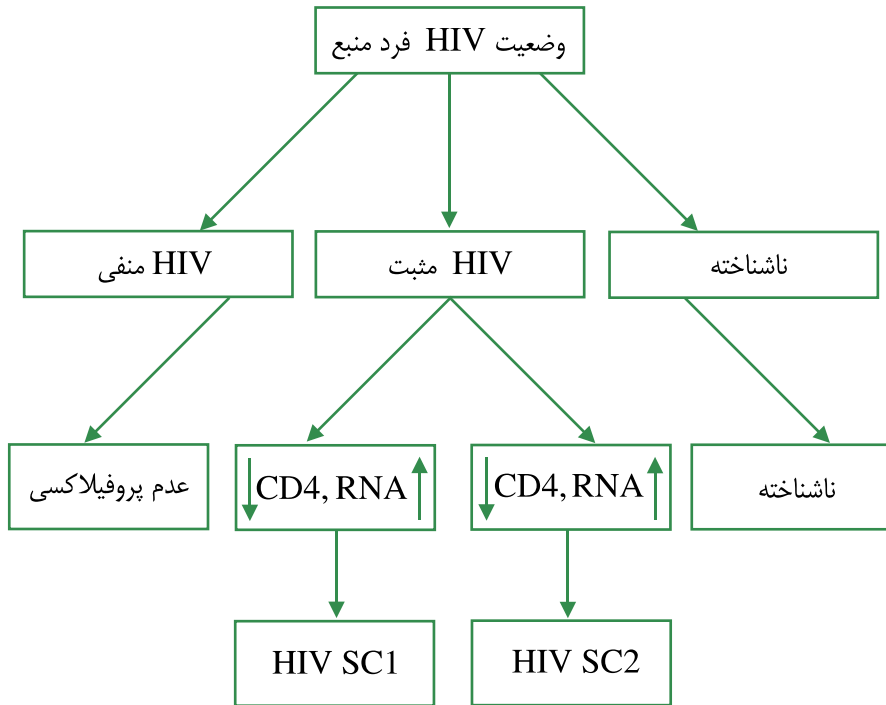 وضعیت HIV فرد منبع
ناشناخته
HIV مثبت
HIV منفی
ناشناخته
CD4, RNA
CD4, RNA
عدم پروفیلاکسی
HIV SC2
HIV SC1